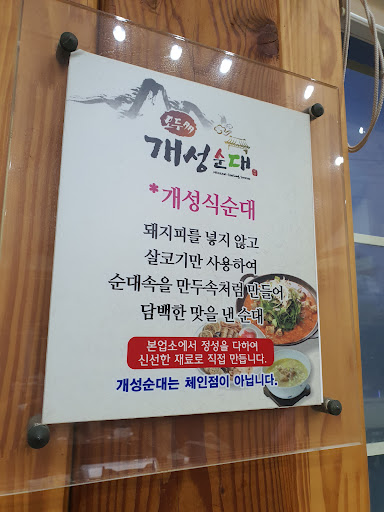 모두애
개성순대
*개성식순대
돼지피를 넣지 않고
살코기만 사용하여
순대속을 만두속처럼 만들어
담백한 맛을 낸 순대
본업소에서 정성을 다하여
신선한 재료로 직접 만듭니다.
개성순대는 체인점이 아닙니다.